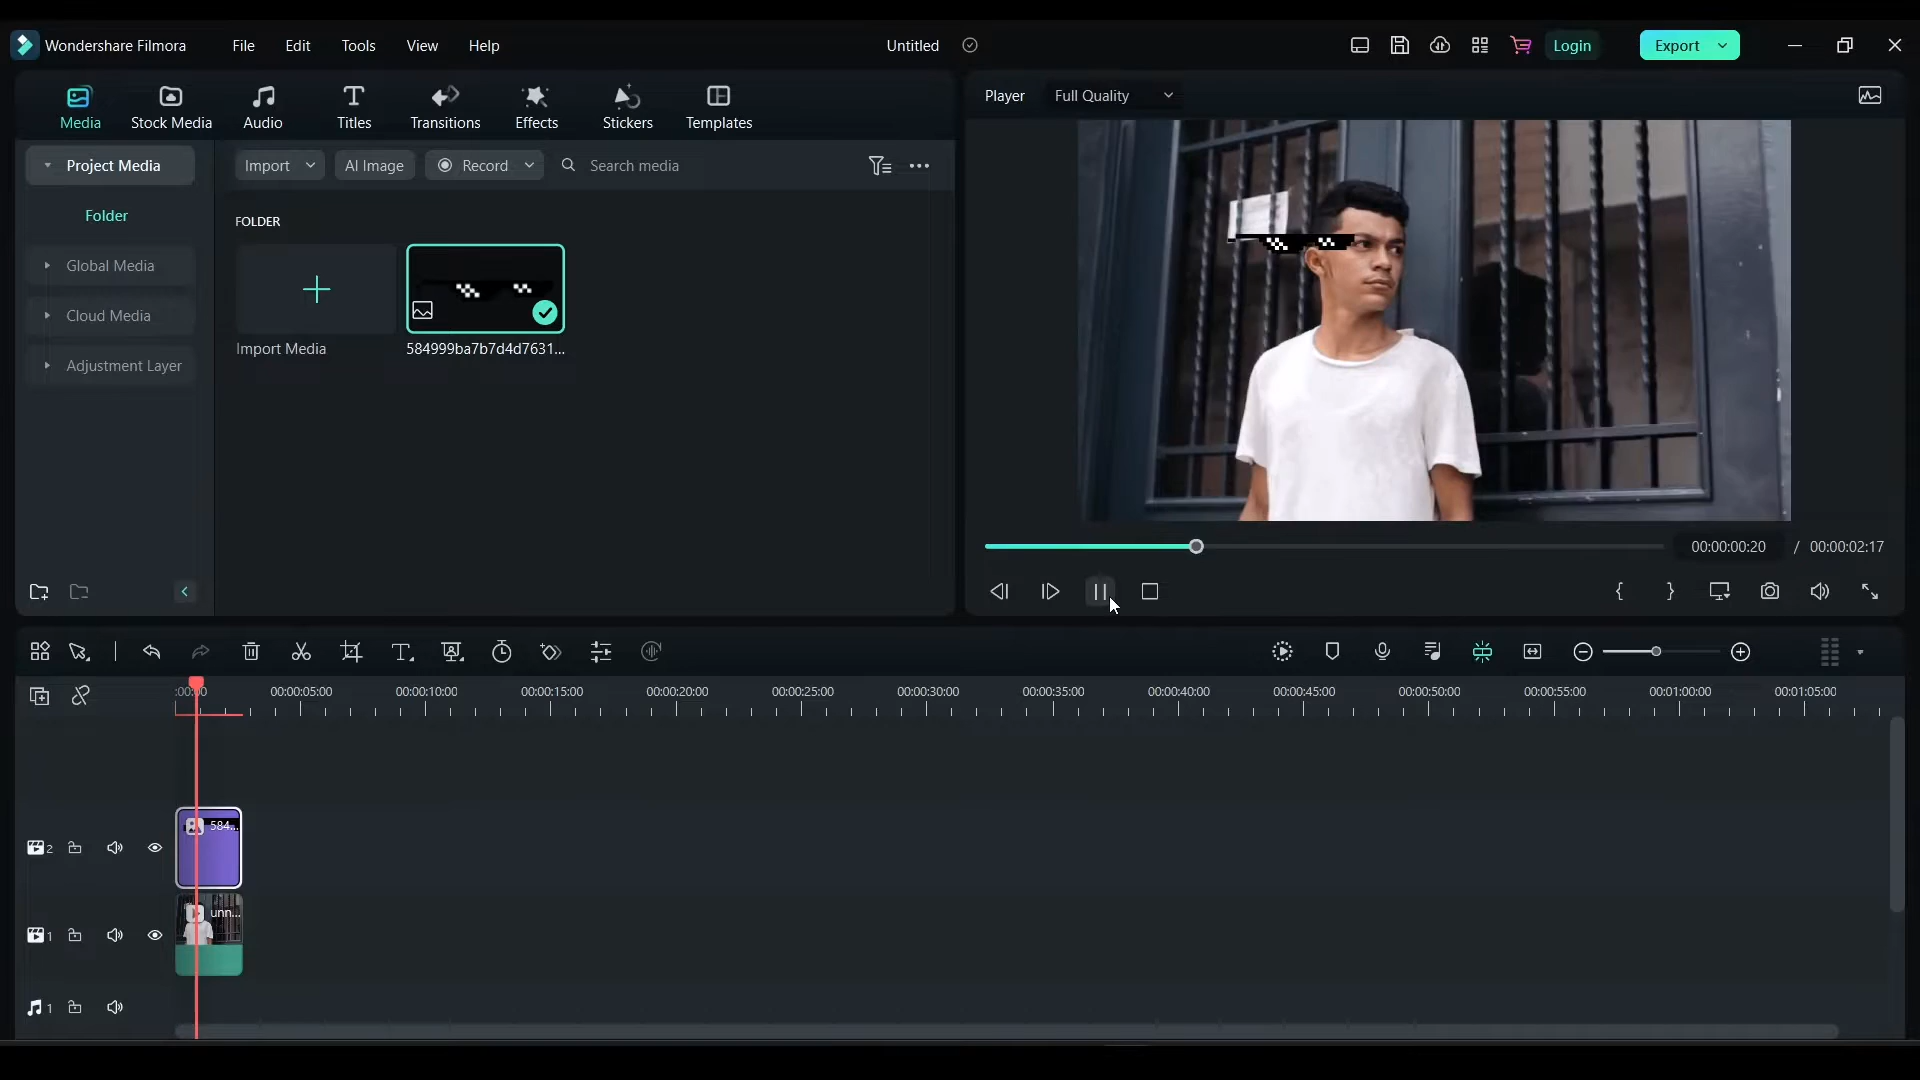 Wondershare Filmora
File
Edit
Tools
View
Help
Untitled
Login
Export
Media
Stock Media
Audio
Titles
Transitions
Effects
Stickers
Templates
Player
Full Quality
Project Media
Import
AI Image
Record
Search media
Folder
FOLDER
Global Media
Cloud Media
Import Media
584999ba7b7d4d7631...
Adjustment Layer
00:00:00:20 / 00:00:02:17
:00:00
00:00:05:00
00:00:10:00
00:00:15:00
00:00:20:00
00:00:25:00
00:00:30:00
00:00:35:00
00:00:40:00
00:00:45:00
00:00:50:00
00:00:55:00
00:01:00:00
00:01:05:00
584...
2
unn...
1
1